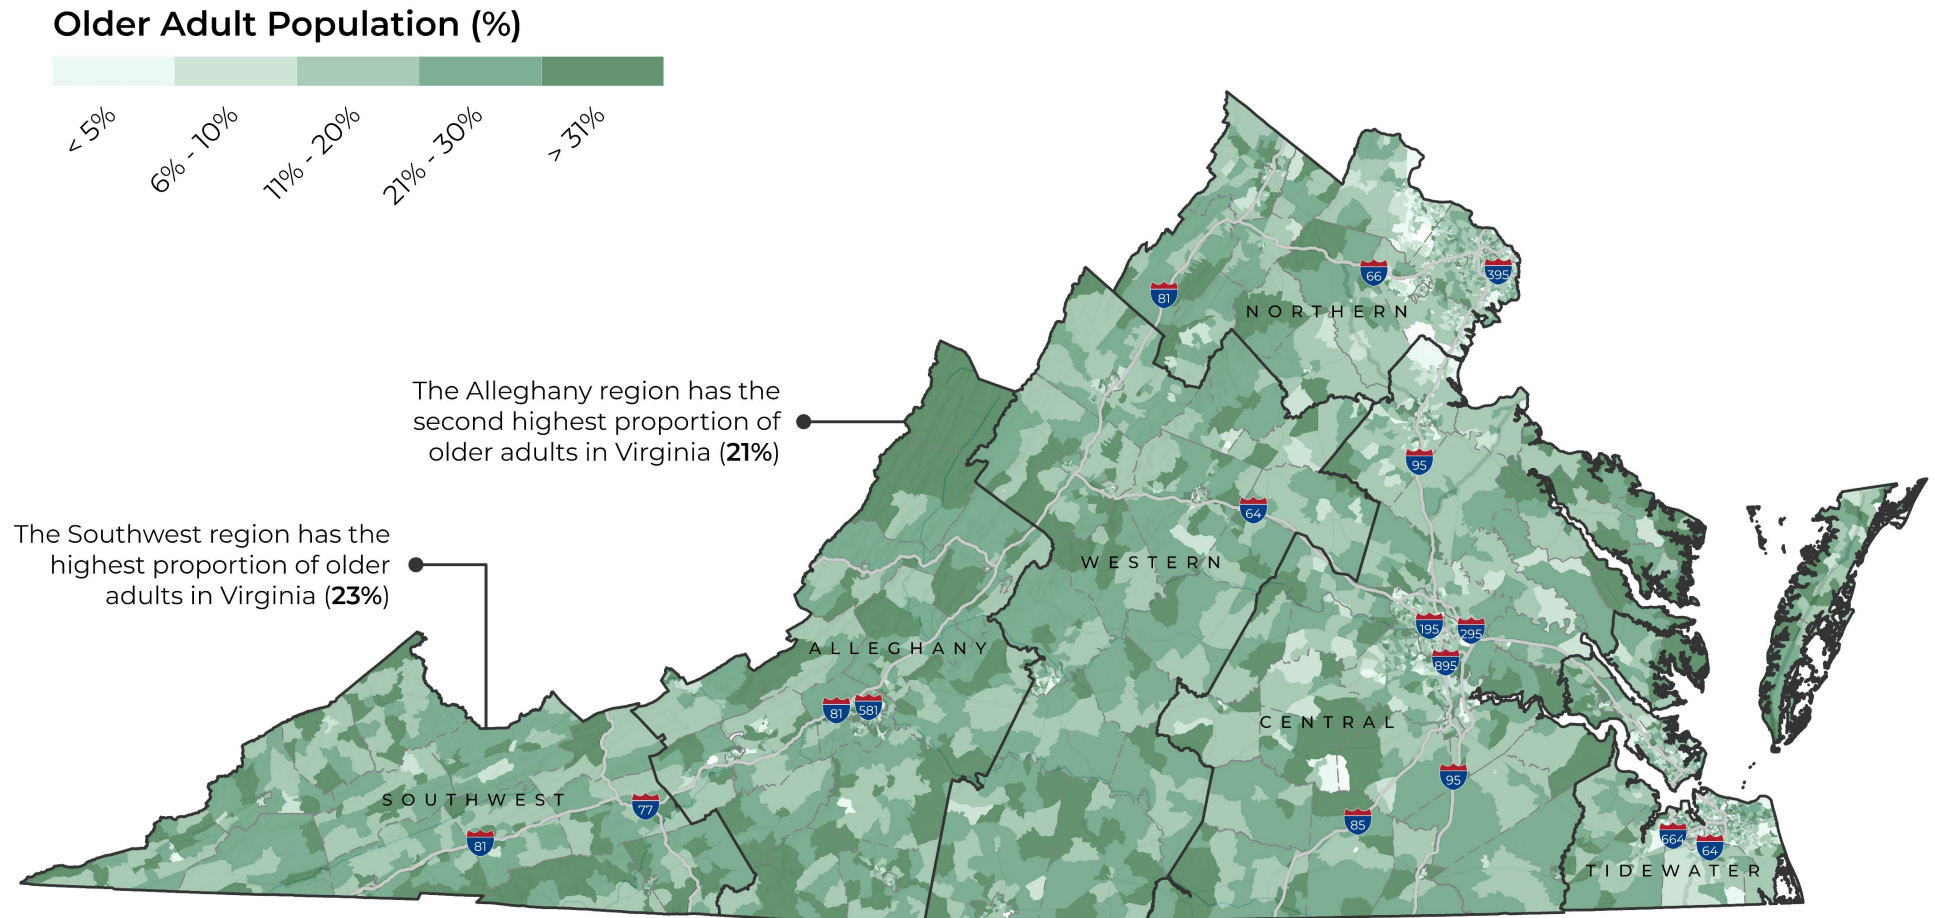 Older Adult Population (%)
< 5%
6% - 10%
11% - 20%
21% - 30%
> 31%
The Alleghany region has the
second highest proportion of
older adults in Virginia (21%)
The Southwest region has the
highest proportion of older
adults in Virginia (23%)
66
395
81
NORTHERN
95
64
WESTERN
195
295
895
ALLEGHANY
81
581
CENTRAL
95
SOUTHWEST
77
81
85
664
64
TIDEWATER